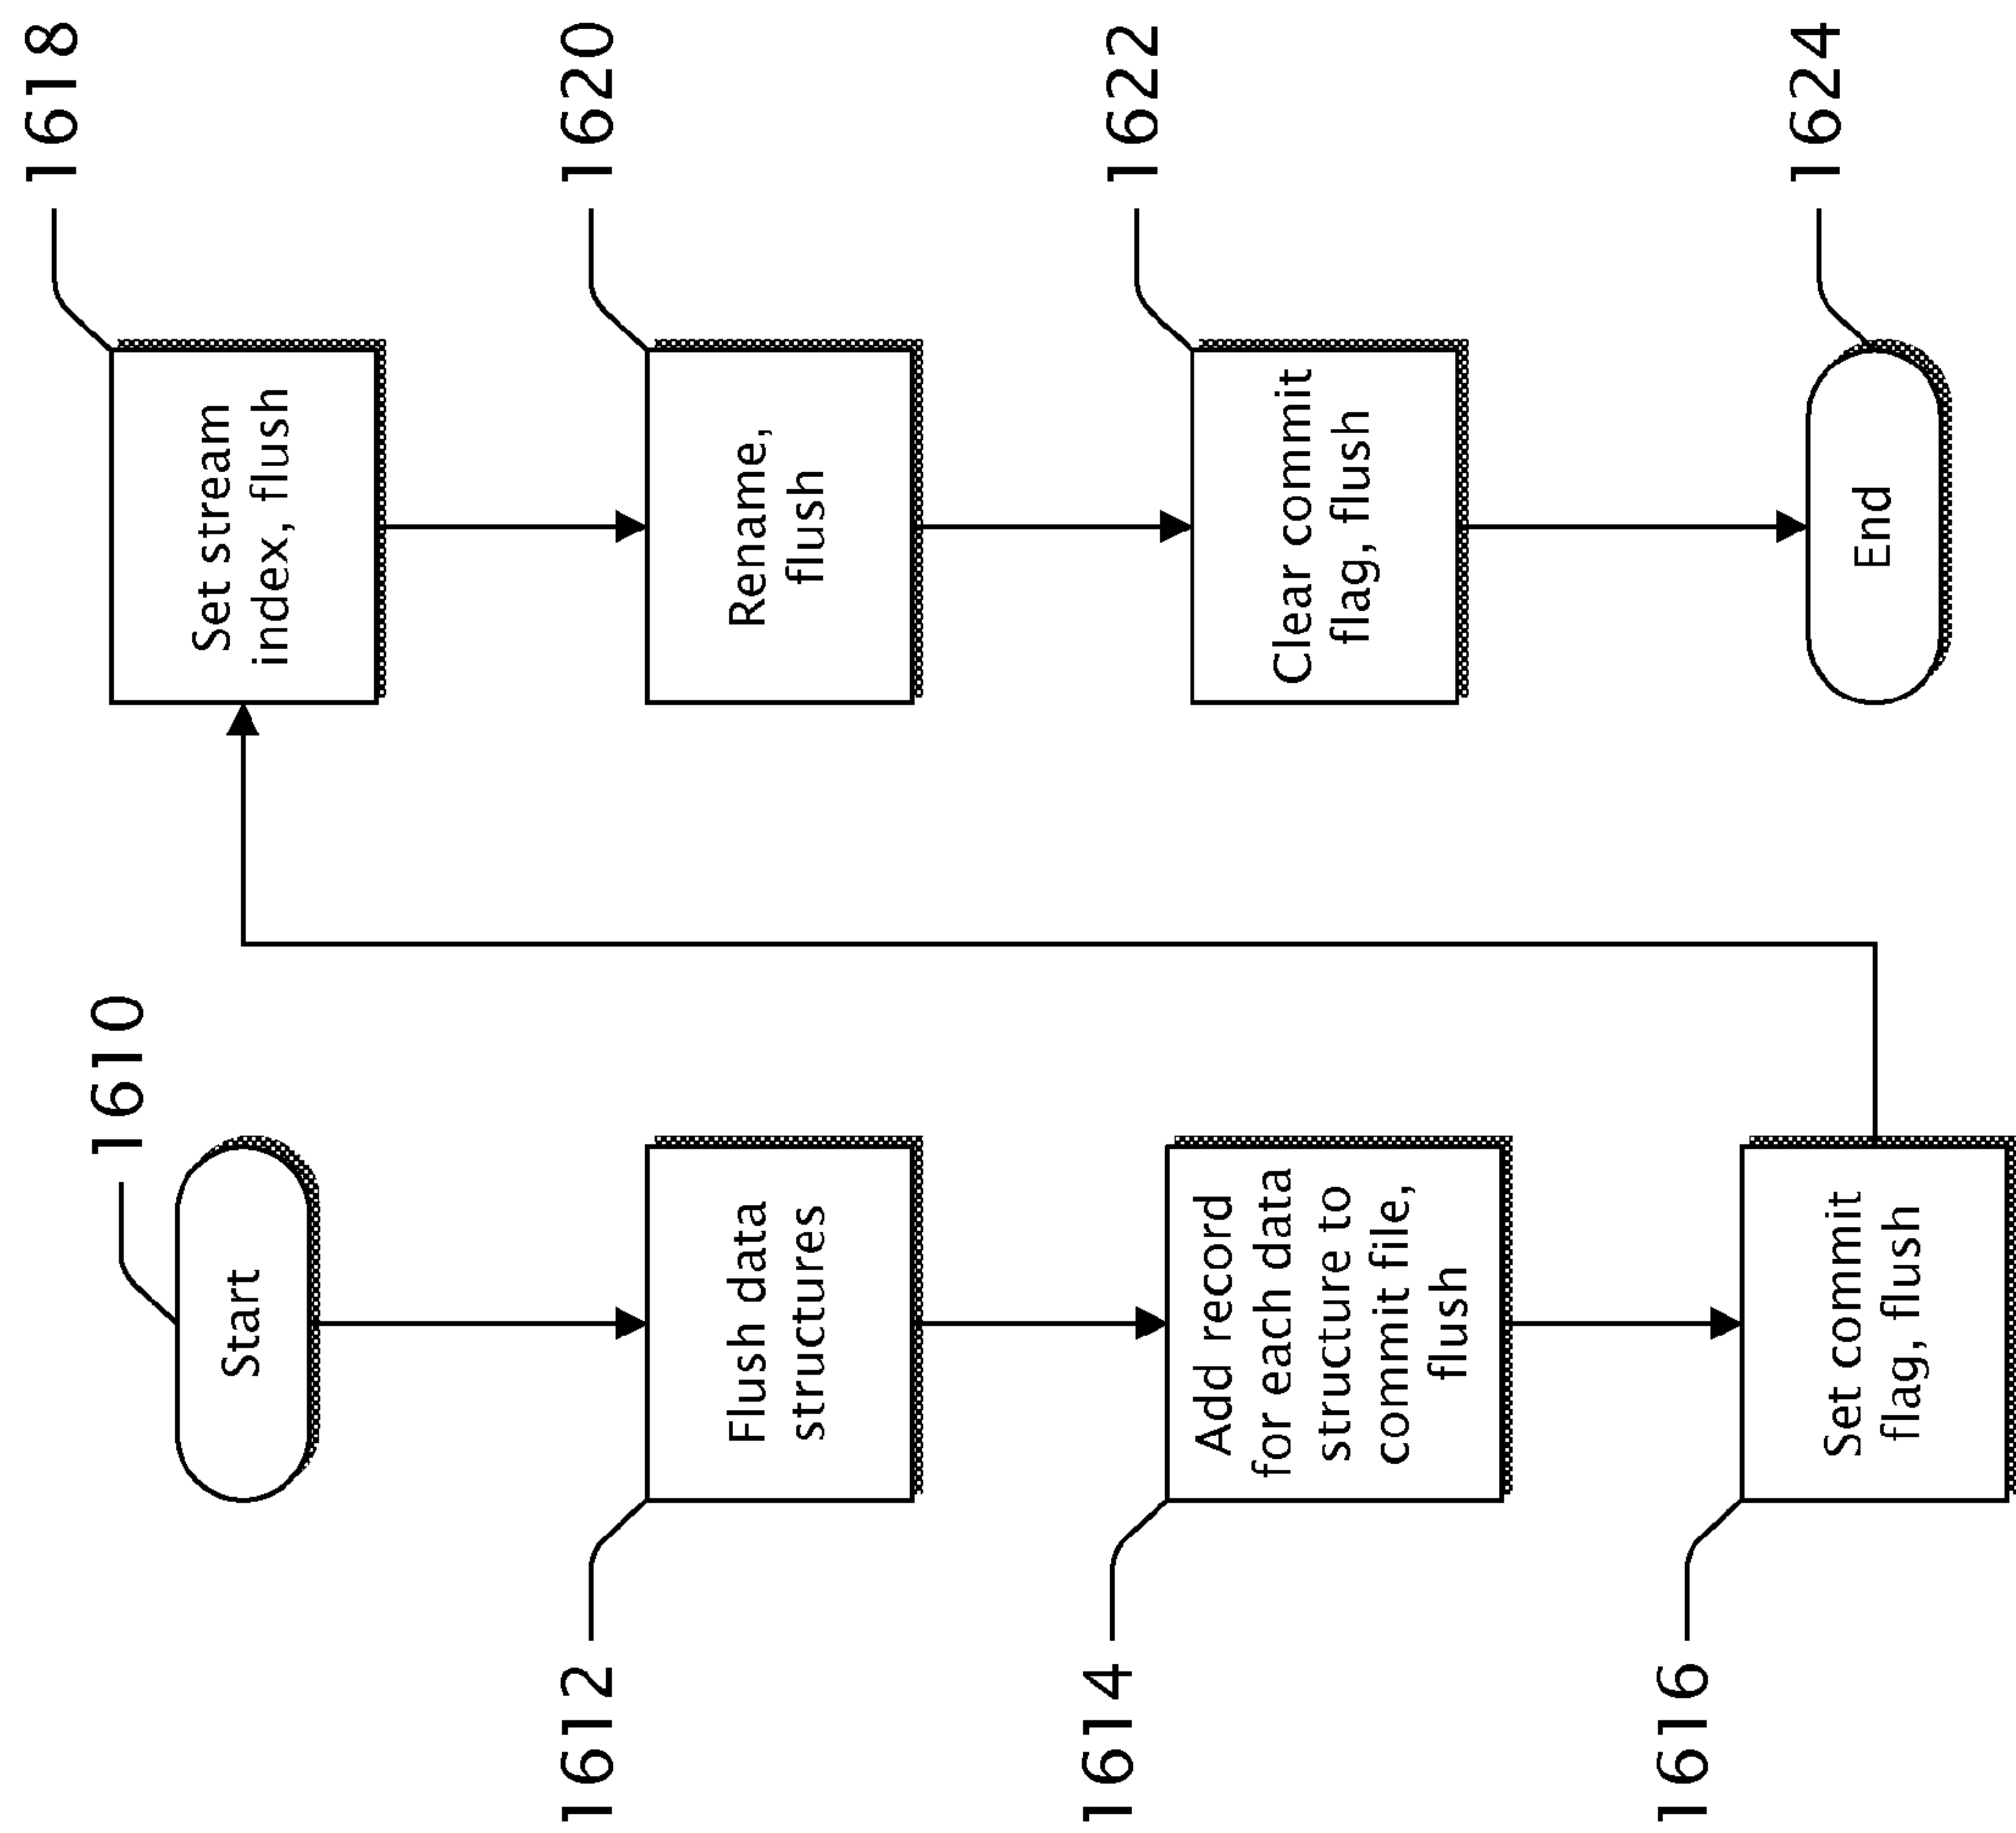 1610
Start
1612
Flush data
structures
1614
Add record
for each data
structure to
commit file,
flush
1616
Set commit
flag, flush
1618
Set stream
index, flush
1620
Rename,
flush
1622
Clear commit
flag, flush
1624
End